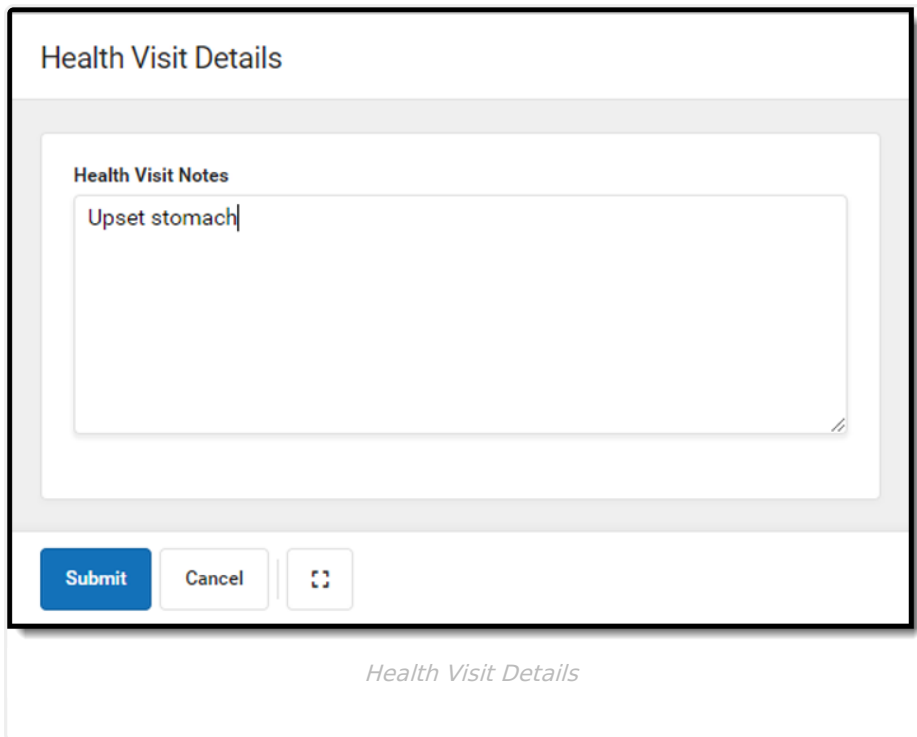 Health Visit Details
Health Visit Notes
Upset stomach
Submit Cancel
Health Visit Details